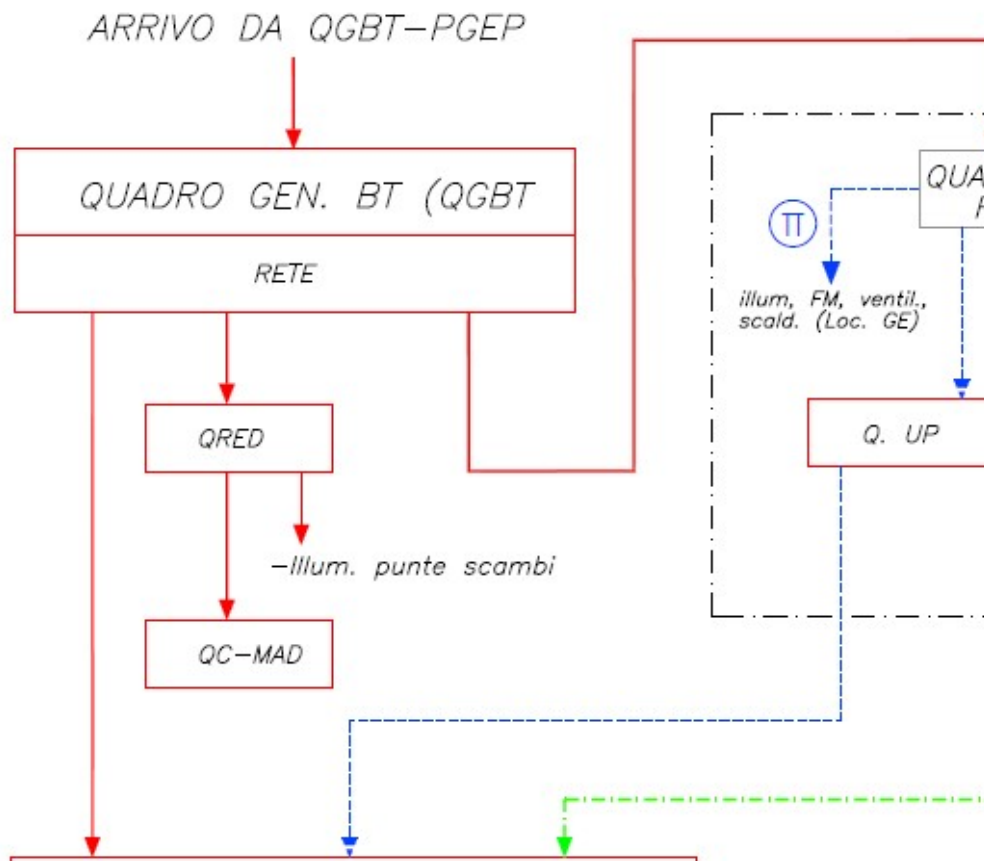 ARRIVO DA QGBT-PGEP
QUADRO GEN. BT (QGBT
RETE
QRED
-Illum. punte scambi
QC-MAD
TT
illum, FM, ventil.,
scald. (Loc. GE)
Q. UP